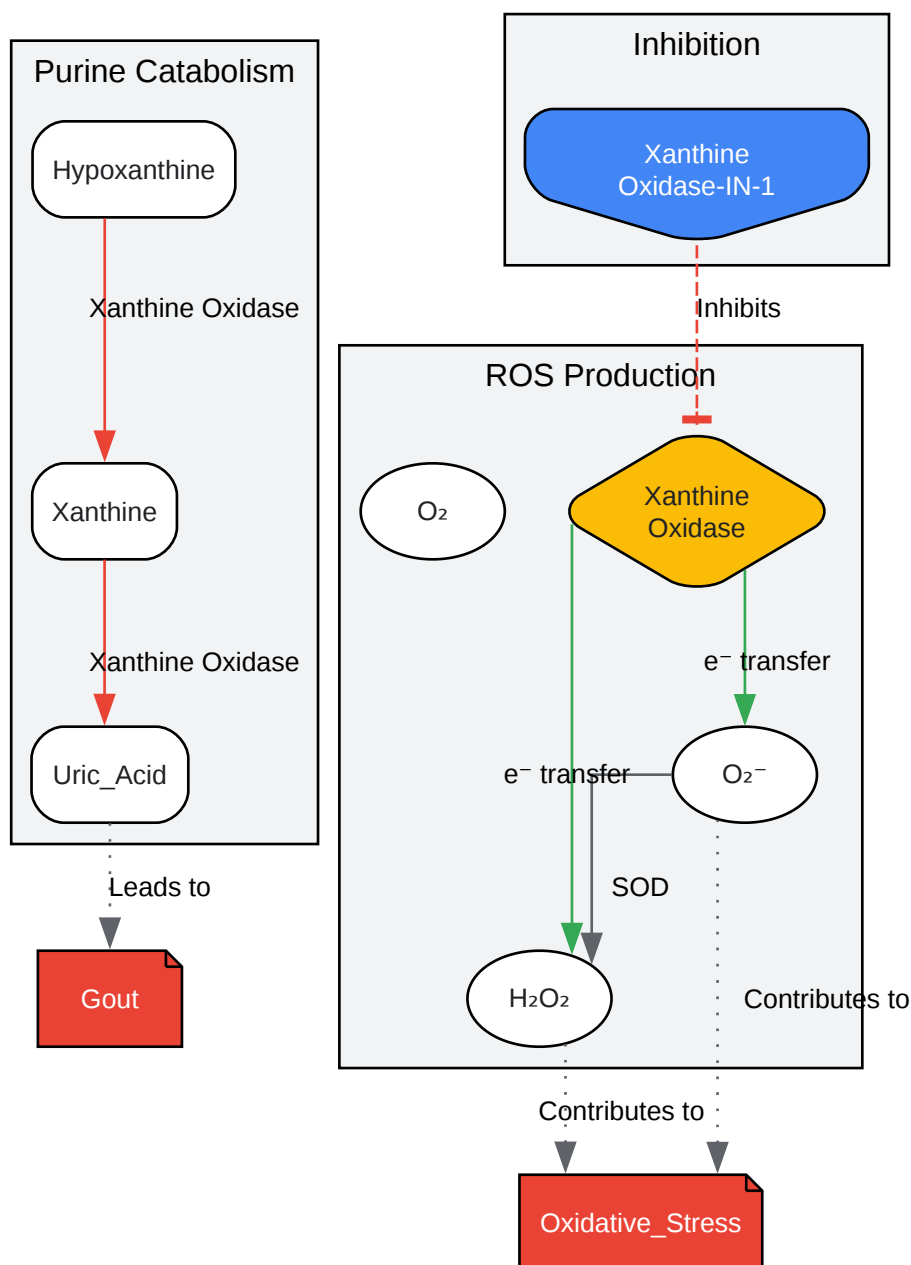 Purine Catabolism
Hypoxanthine
Xanthine Oxidase
Xanthine
Xanthine Oxidase
Uric_Acid
Leads to
Gout
Inhibition
Xanthine
Oxidase-IN-1
Inhibits
ROS Production
O₂
Xanthine
Oxidase
e⁻ transfer
e⁻ transfer
O₂⁻
SOD
H₂O₂
Contributes to
Contributes to
Oxidative_Stress